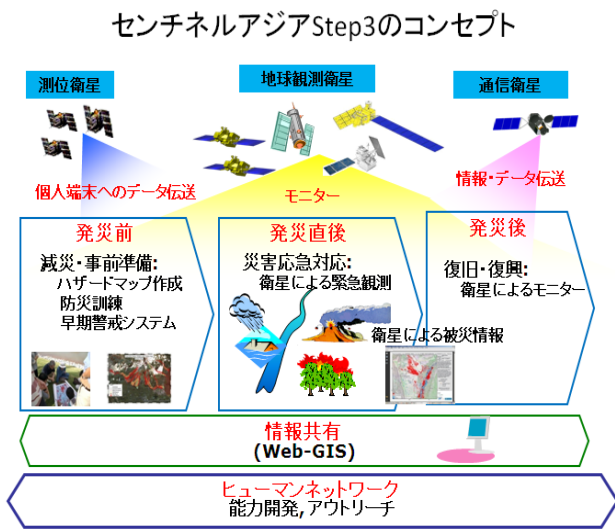 センチネルアジアStep3のコンセプト
測位衛星
地球観測衛星
通信衛星
個人端末へのデータ伝送
モニター
情報・データ伝送
発災前
減災・事前準備:
ハザードマップ作成
防災訓練
早期警戒システム
発災直後
災害応急対応:
衛星による緊急観測
衛星による被災情報
発災後
復旧・復興:
衛星によるモニター
情報共有
(Web-GIS)
ヒューマンネットワーク
能力開発,アウトリーチ